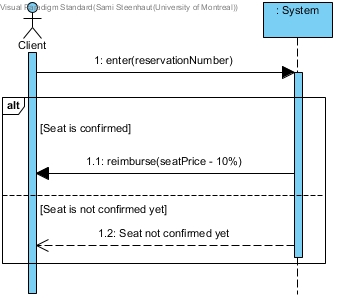 Visual Paradigm Standard(Sami Steenhaut(University of Montreal))
: System
Client
1: enter(reservationNumber)
alt
[Seat is confirmed]
1.1: reimburse(seatPrice - 10%)
[Seat is not confirmed yet]
1.2: Seat not confirmed yet